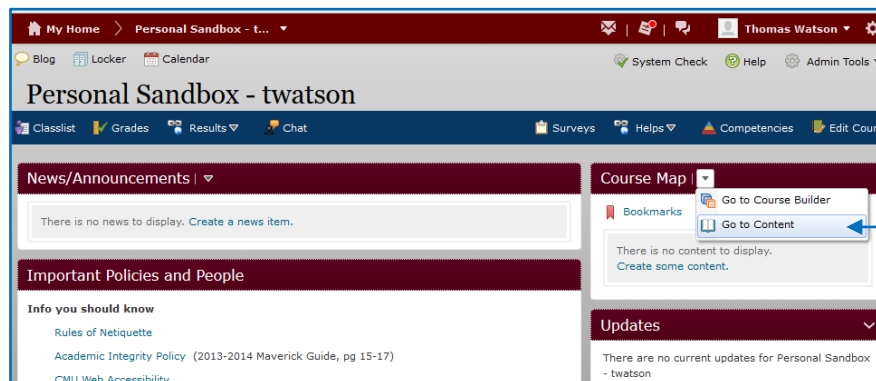 My Home > Personal Sandbox - t...
Thomas Watson
Blog Locker Calendar
System Check Help Admin Tools
Personal Sandbox - twatson
Classlist Grades Results Chat
Surveys Helps Competencies Edit Cour
News/Announcements
There is no news to display. Create a news item.
Important Policies and People
Info you should know
Rules of Netiquette
Academic Integrity Policy (2013-2014 Maverick Guide, pg 15-17)
CMU Web Accessibility
Course Map
Go to Course Builder
Bookmarks
Go to Content
There is no content to display.
Create some content.
Updates
There are no current updates for Personal Sandbox
- twatson